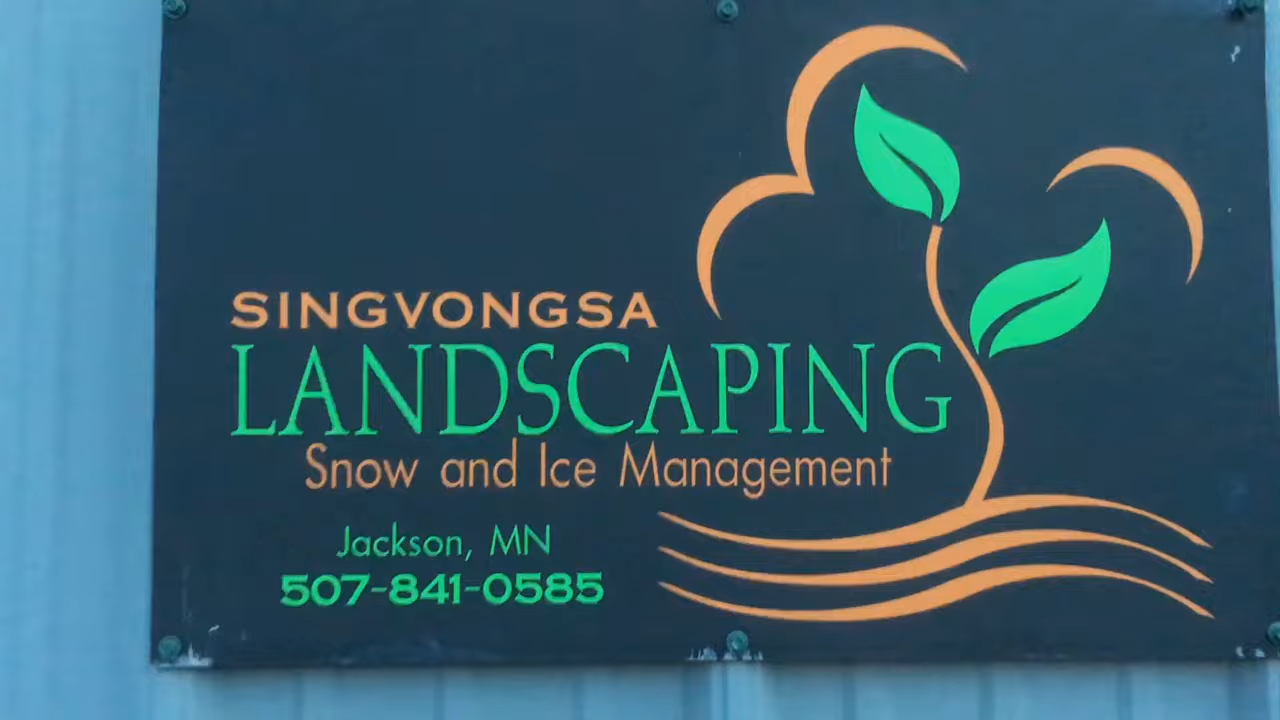 SINGVONGSA
LANDSCAPING
Snow and Ice Management
Jackson, MN
507-841-0585